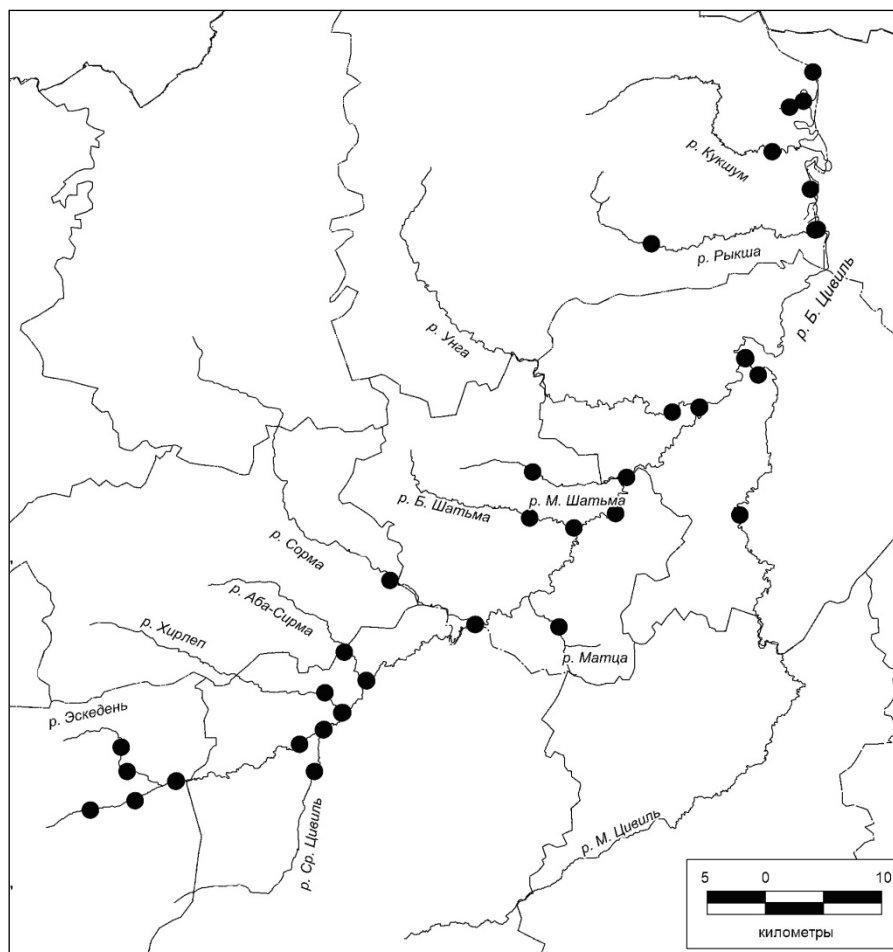 р. Кукшум
р. Рыкша
р. Б. Цивиль
р. Унга
р. М. Шатьма
р. Б. Шатьма
р. Сорма
р. Аба-Сирма
р. Хирлеп
р. Матца
р. Эскедень
р. Ср. Цивиль
р. М. Цивиль
5 0 10
километры